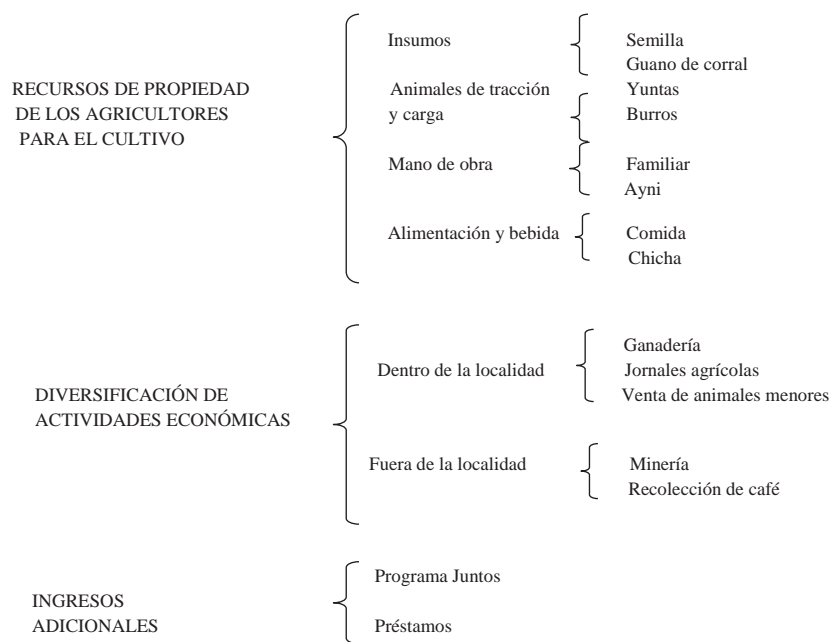 RECURSOS DE PROPIEDAD
DE LOS AGRICULTORES
PARA EL CULTIVO
Insumos
Semilla
Guano de corral
Animales de tracción
y carga
Yuntas
Burros
Mano de obra
Familiar
Ayni
Alimentación y bebida
Comida
Chicha
DIVERSIFICACIÓN DE
ACTIVIDADES ECONÓMICAS
Dentro de la localidad
Ganadería
Jornales agrícolas
Venta de animales menores
Fuera de la localidad
Minería
Recolección de café
INGRESOS
ADICIONALES
Programa Juntos
Préstamos